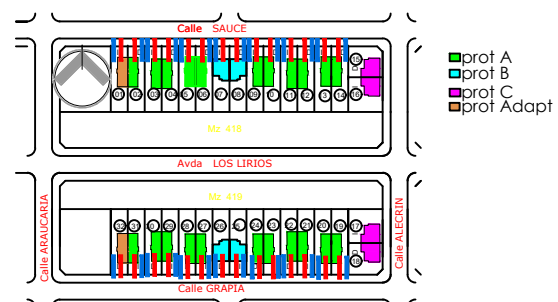 Calle SAUCE
15
01 02 03 04 05 06 07 08 09 10 11 12 13 14 16
Mz 418
Avda LOS LIRIOS
Mz 419
32 31 30 29 28 27 26 25 24 23 22 21 20 19 17
18
Calle GRAPIA
Calle ARAUCARIA
Calle ALECRIN
prot A
prot B
prot C
prot Adapt